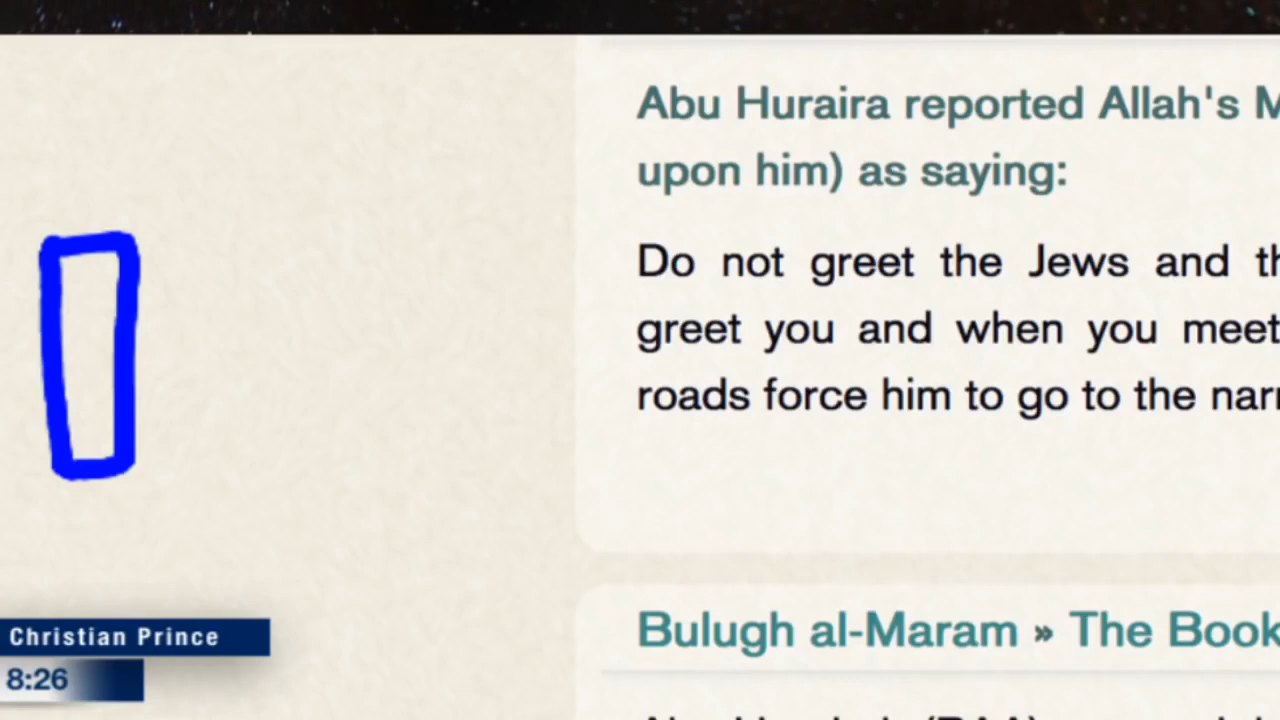 Abu Huraira reported Allah's
upon him) as saying:
Do not greet the Jews and
greet you and when you meet
roads force him to go to the
Bulugh al-Maram » The Book
Christian Prince
8:26